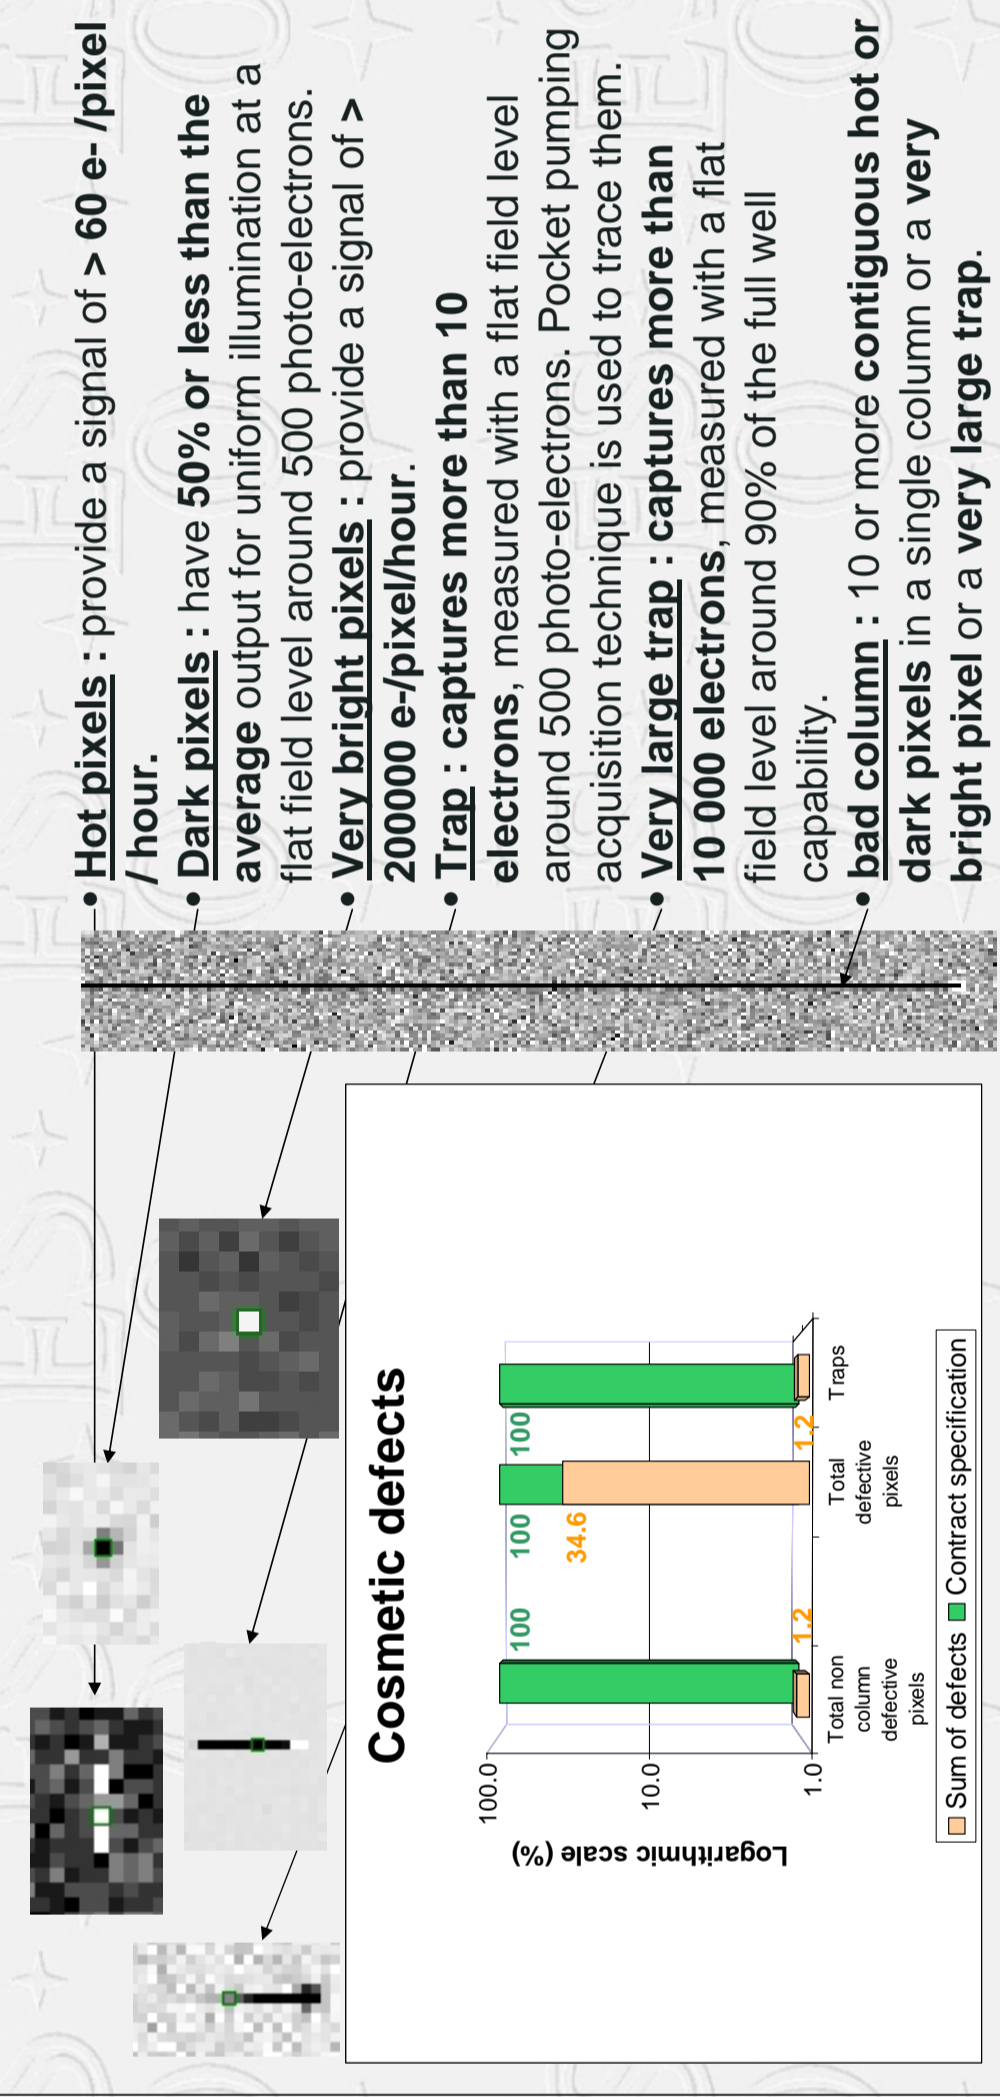 • Hot pixels : provide a signal of > 60 e- /pixel
/hour.
• Dark pixels : have 50% or less than the
average output for uniform illumination at a
flat field level around 500 photo-electrons.
• Very bright pixels : provide a signal of >
200000 e-/pixel/hour.
• Trap : captures more than 10
electrons, measured with a flat field level
around 500 photo-electrons. Pocket pumping
acquisition technique is used to trace them.
• Very large trap : captures more than
10 000 electrons, measured with a flat
field level around 90% of the full well
capability.
• bad column : 10 or more contiguous hot or
dark pixels in a single column or a very
bright pixel or a very large trap.
Cosmetic defects
Logarithmic scale (%)
100.0
10.0
1.0
100
100
100
34.6
1.2
1.2
Total non
column
defective
pixels
Total
defective
pixels
Traps
Sum of defects
Contract specification